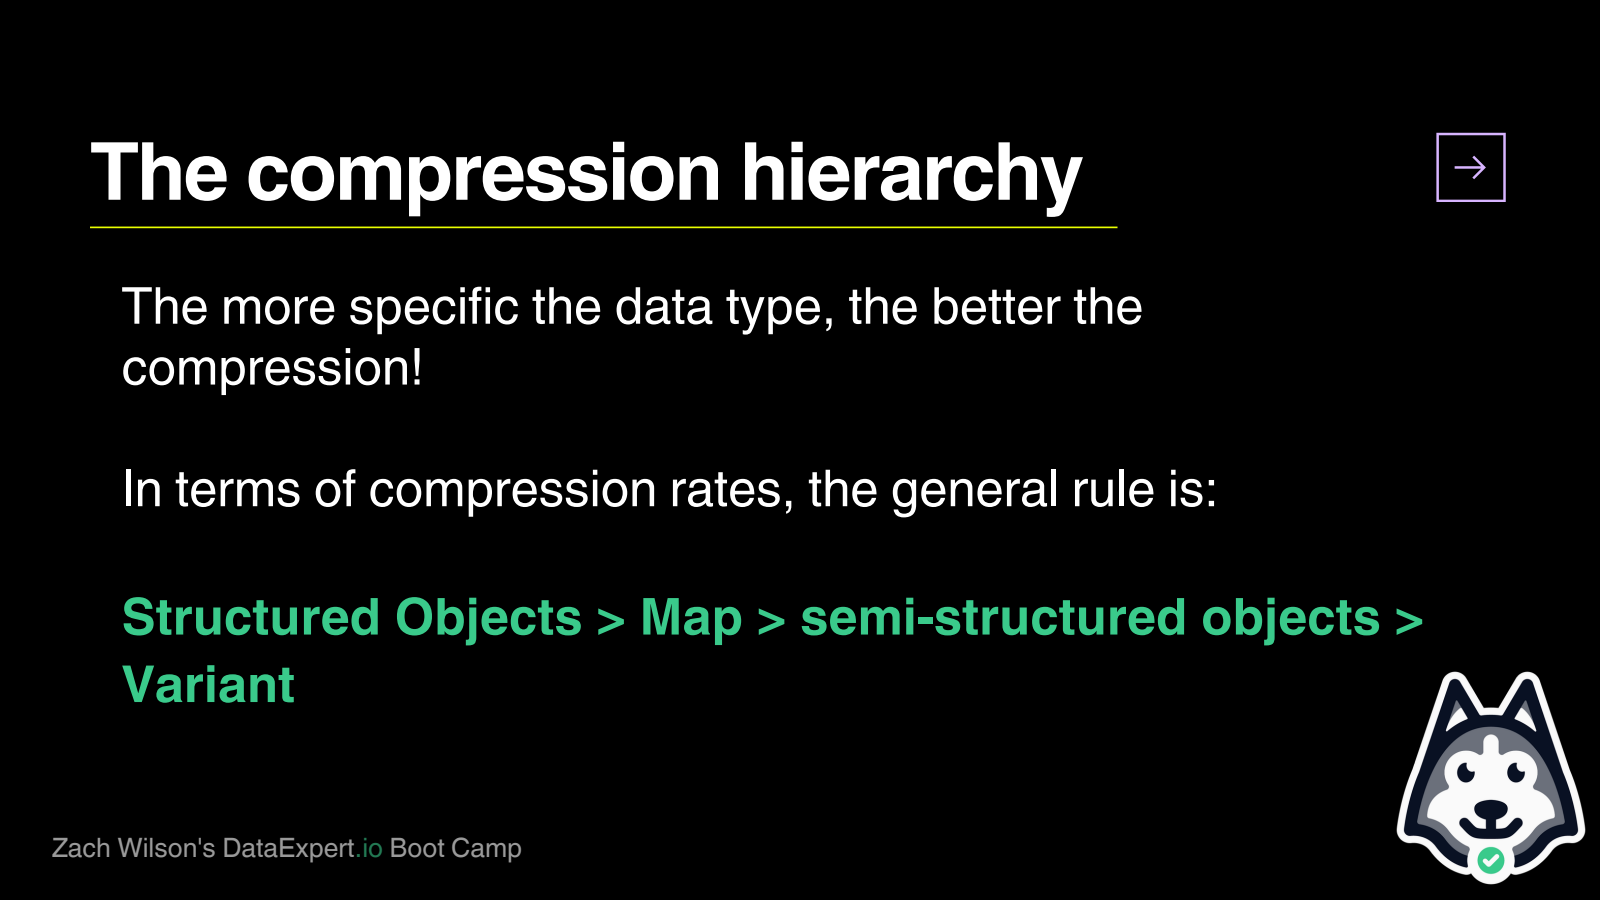 The compression hierarchy
The more specific the data type, the better the
compression!
In terms of compression rates, the general rule is:
Structured Objects > Map > semi-structured objects >
Variant
Zach Wilson's DataExpert.io Boot Camp